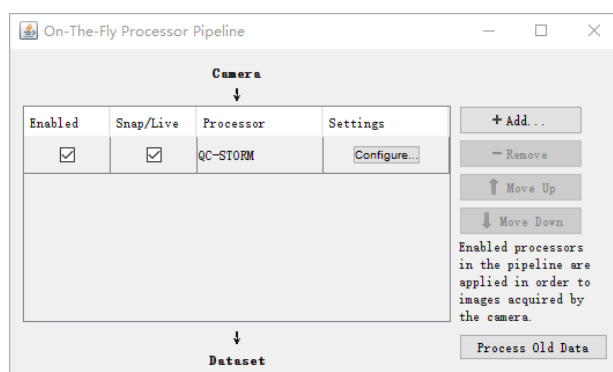 On-The-Fly Processor Pipeline
Camera
Enabled Snap/Live Processor Settings
QC-STORM Configure...
+ Add...
− Remove
Move Up
Move Down
Enabled processors
in the pipeline are
applied in order to
images acquired by
the camera.
Process Old Data
Dataset